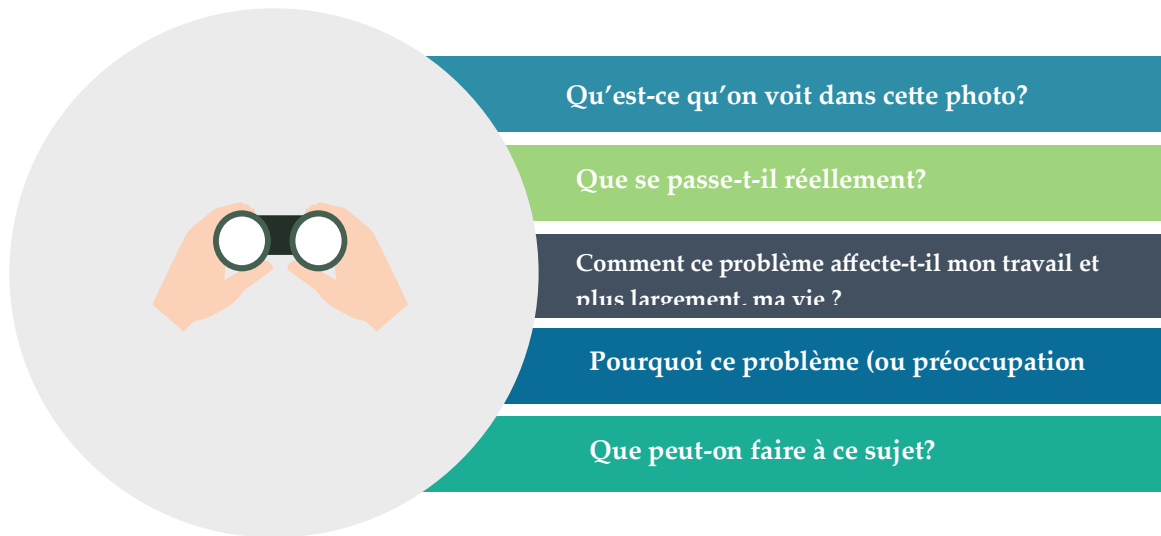 Qu’est-ce qu’on voit dans cette photo?
Que se passe-t-il réellement?
Comment ce problème affecte-t-il mon travail et
plus largement, ma vie ?
Pourquoi ce problème (ou préoccupation
Que peut-on faire à ce sujet?